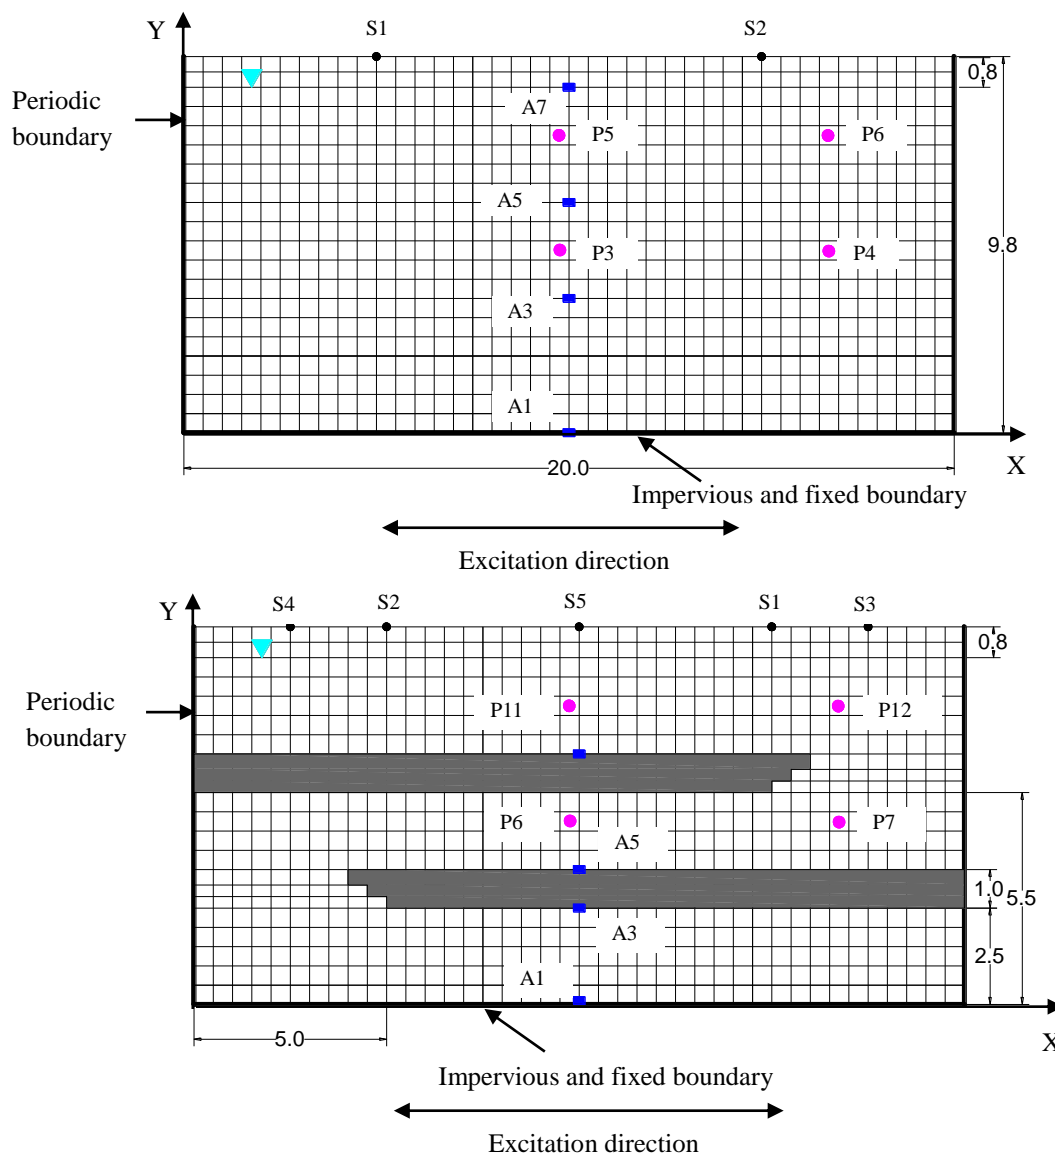 Y
S1
S2
0.8
Periodic
boundary
A7
P5
P6
A5
P3
P4
9.8
A3
A1
20.0
X
Impervious and fixed boundary
Excitation direction
Y
S4
S2
S5
S1
S3
0.8
Periodic
boundary
P11
P12
P6
P7
A5
1.0
5.5
A3
2.5
A1
5.0
X
Impervious and fixed boundary
Excitation direction